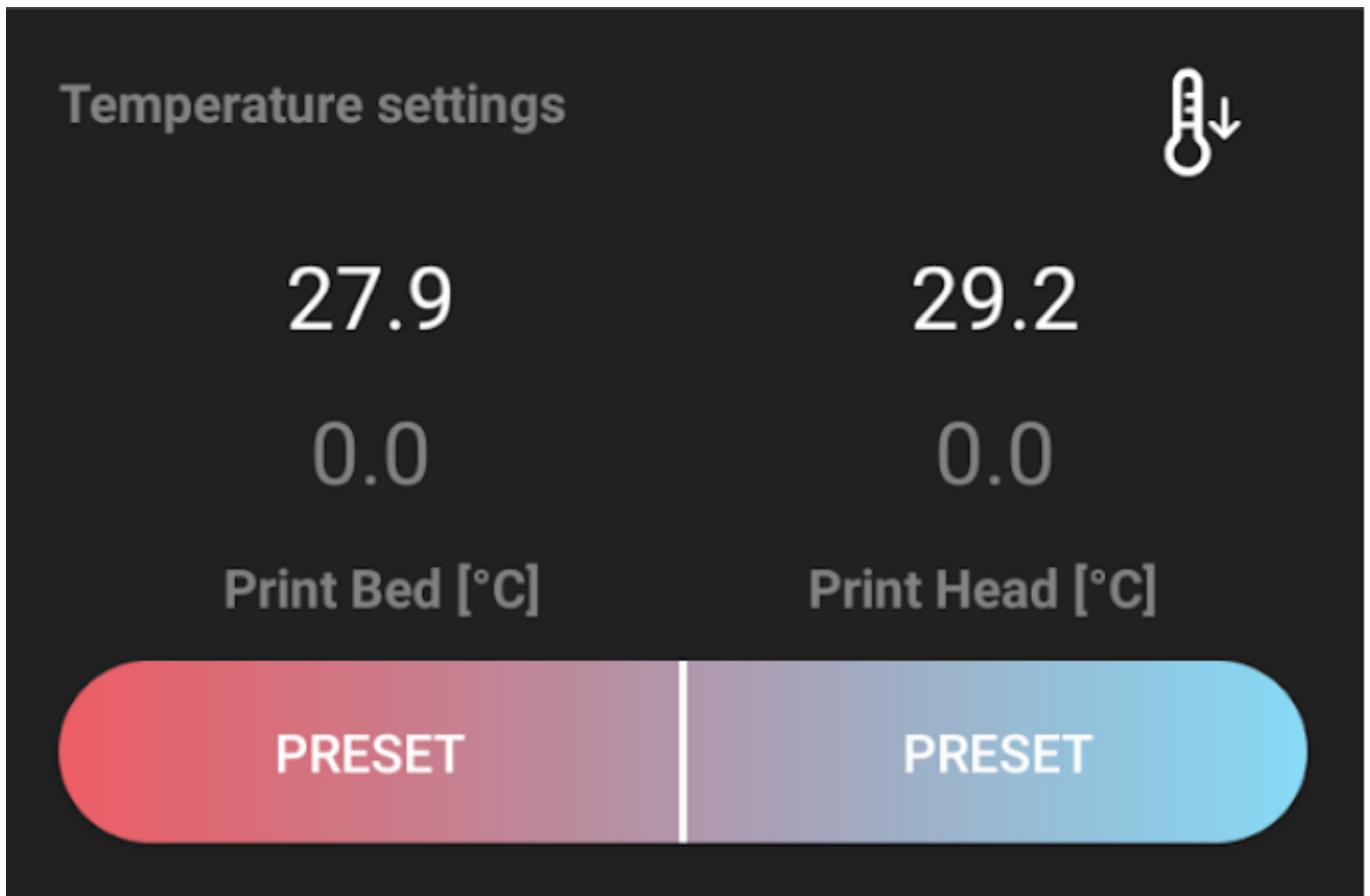 Temperature settings
27.9 29.2
0.0 0.0
Print Bed [°C] Print Head [°C]
PRESET PRESET